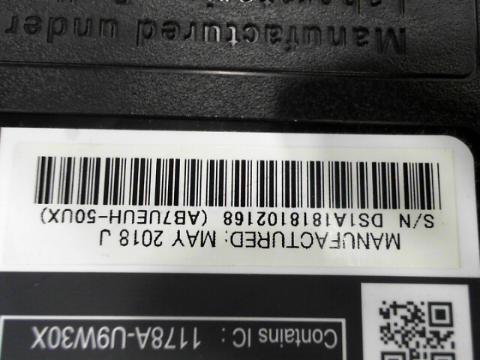 Contains IC : 1178A-U9W30X
MANUFACTURED: MAY 2018 J
S/N DS1A1818102168 (AB7UEUH-50UX)
Manufactured under